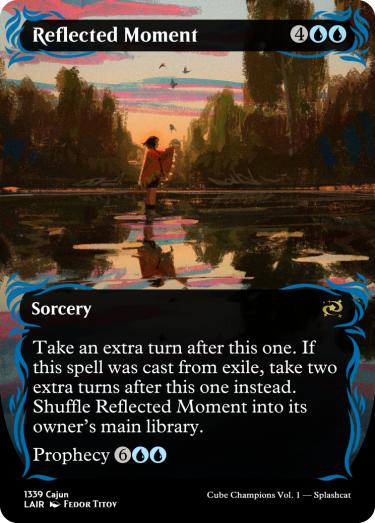 Reflected Moment 4
Sorcery
Take an extra turn after this one. If
this spell was cast from exile, take two
extra turns after this one instead.
Shuffle Reflected Moment into its
owner's main library.
Prophecy 6
1339 Cajun
LAIR Fedor Titov
Cube Champions Vol. 1 — Splashcat